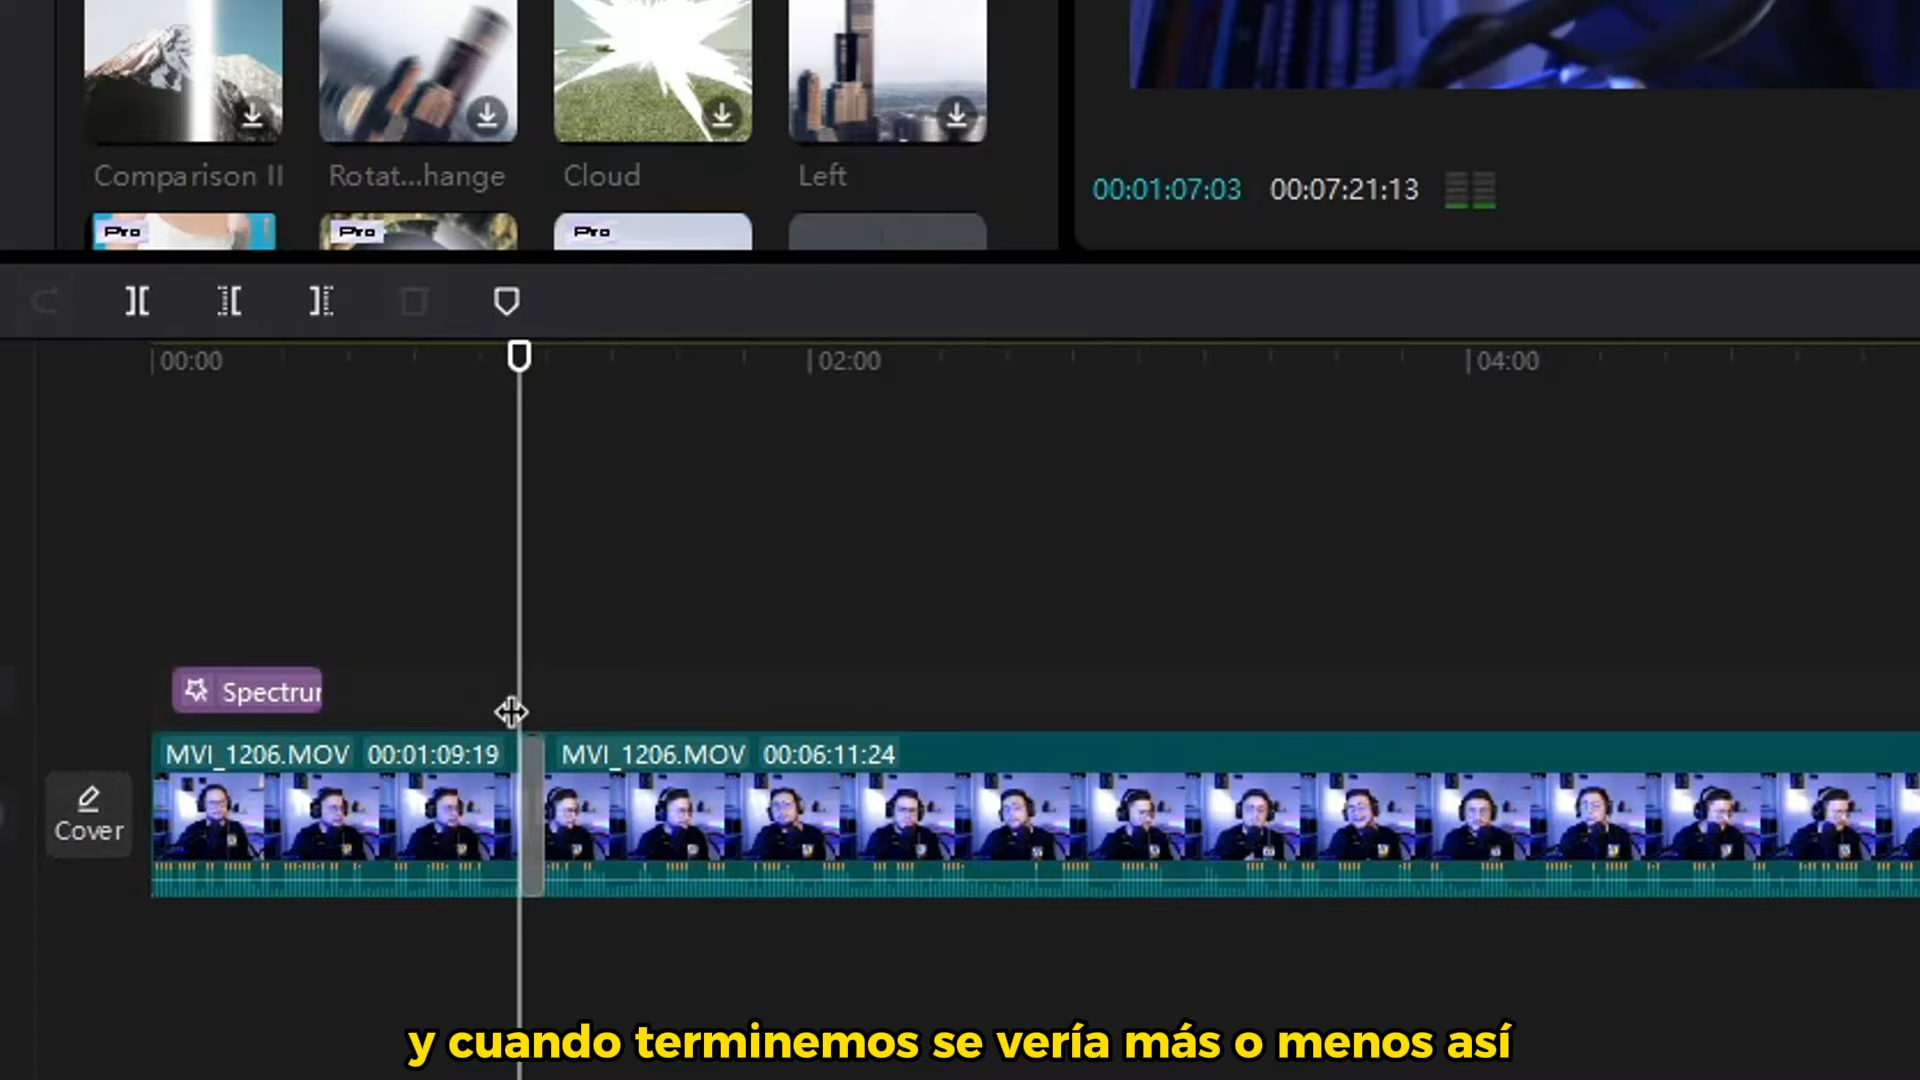 Comparison II
Rotat...hange
Cloud
Left
00:01:07:03 00:07:21:13
Pro
Pro
Pro
00:00
02:00
04:00
Spectrur
MVI_1206.MOV 00:01:09:19
MVI_1206.MOV 00:06:11:24
Cover
y cuando terminemos se vería más o menos así